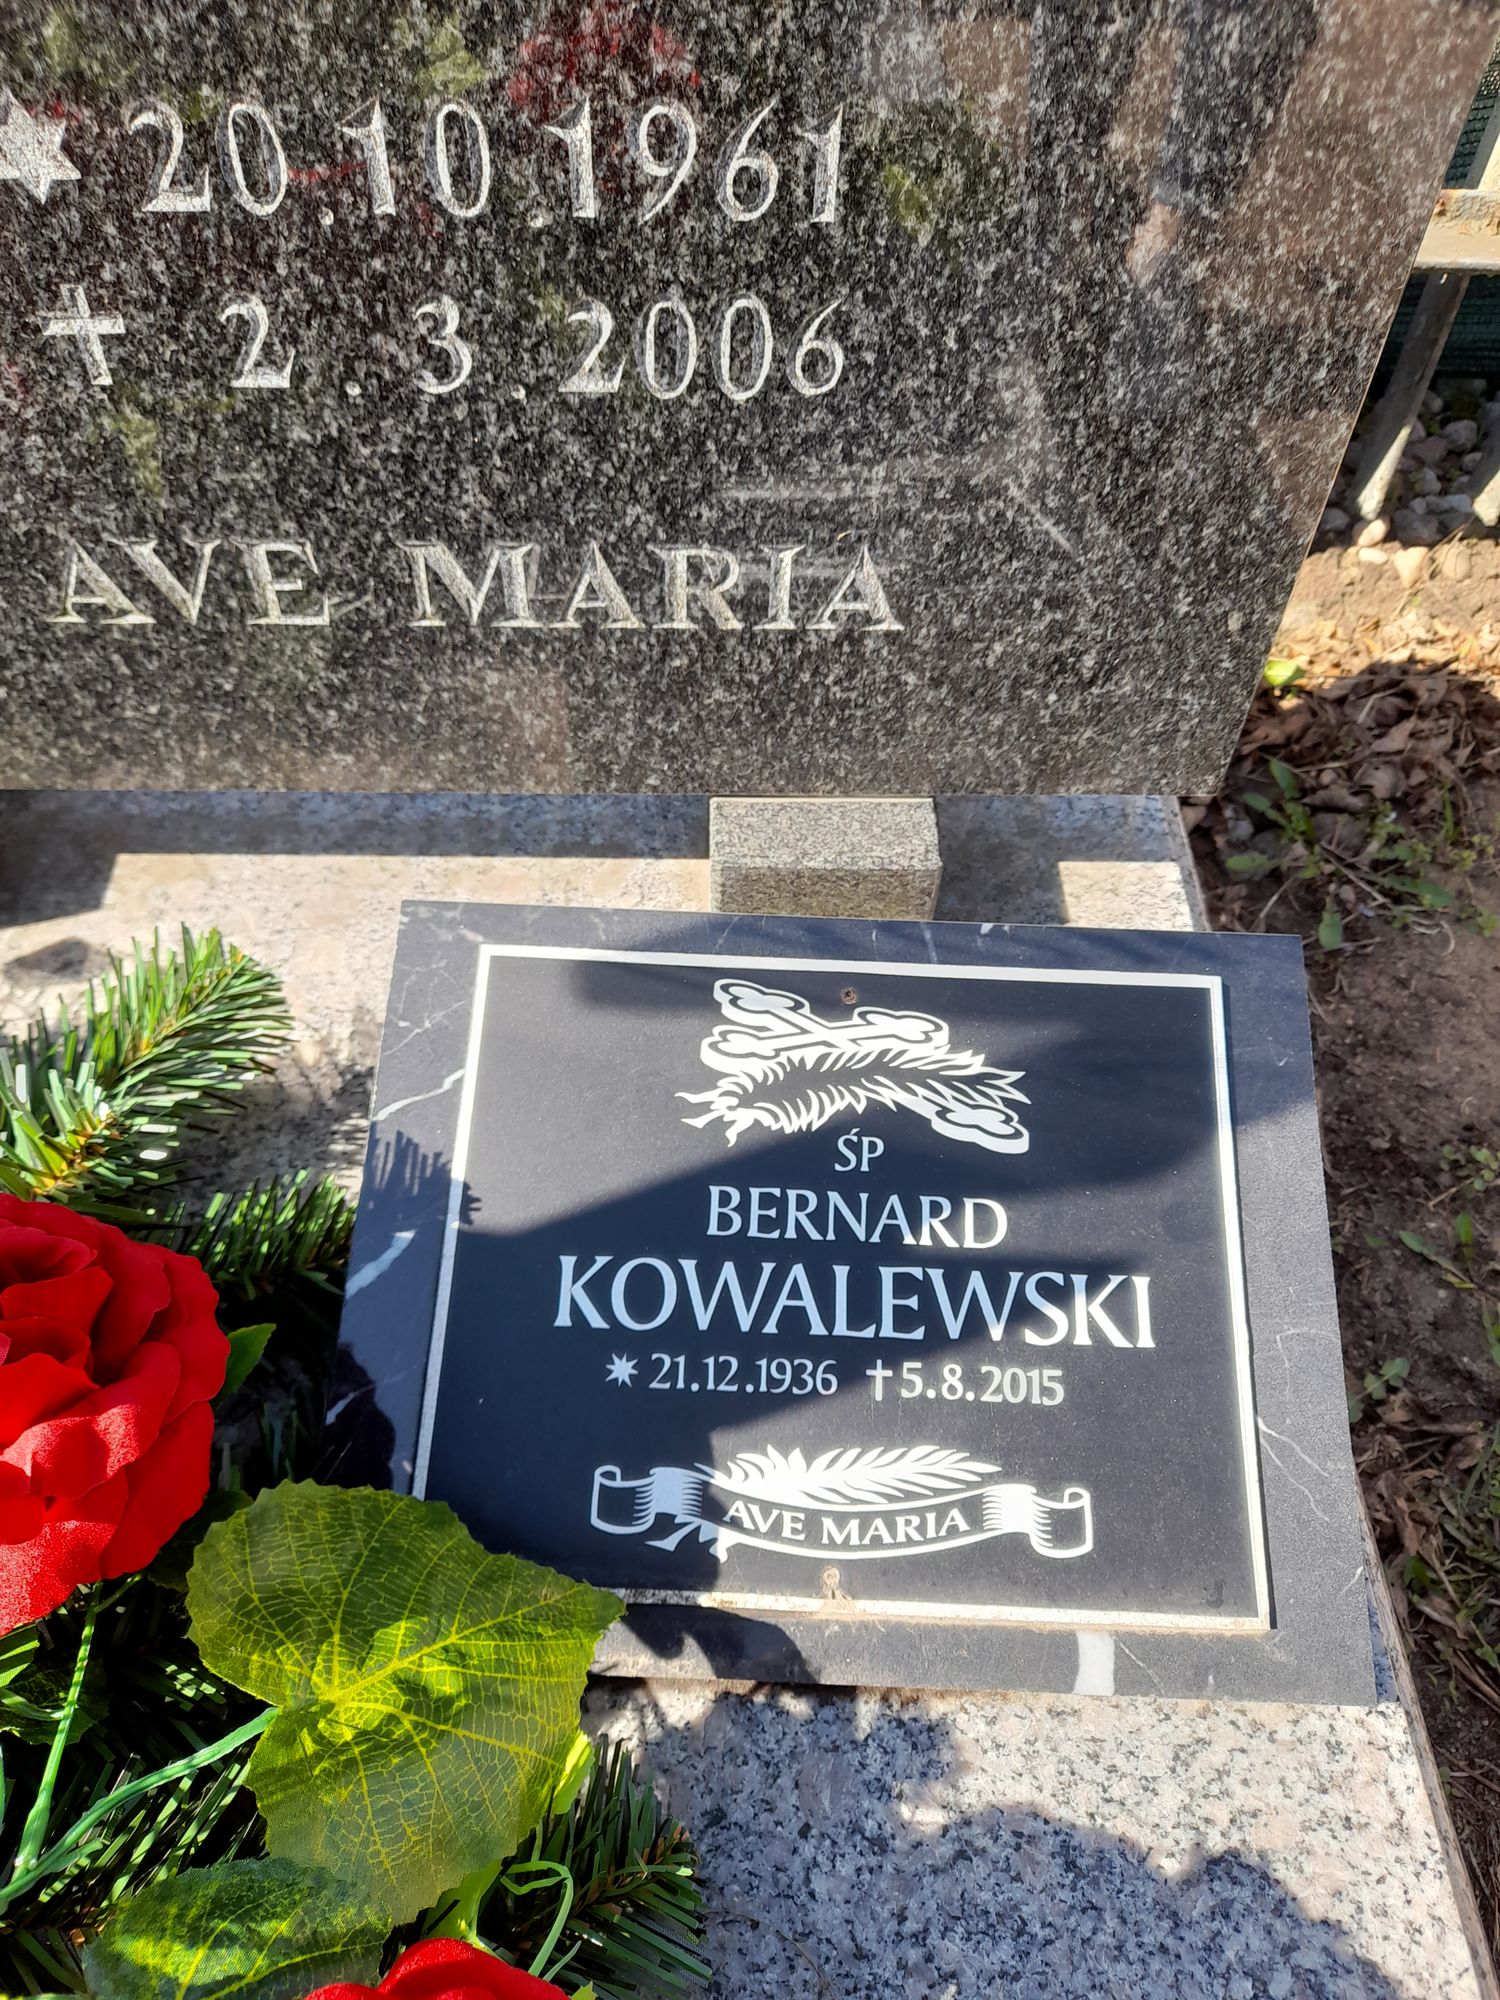 20.10.1961
2.3.2006
AVE MARIA
ŚP
BERNARD
KOWALEWSKI
21.12.1936 5.8.2015
AVE MARIA